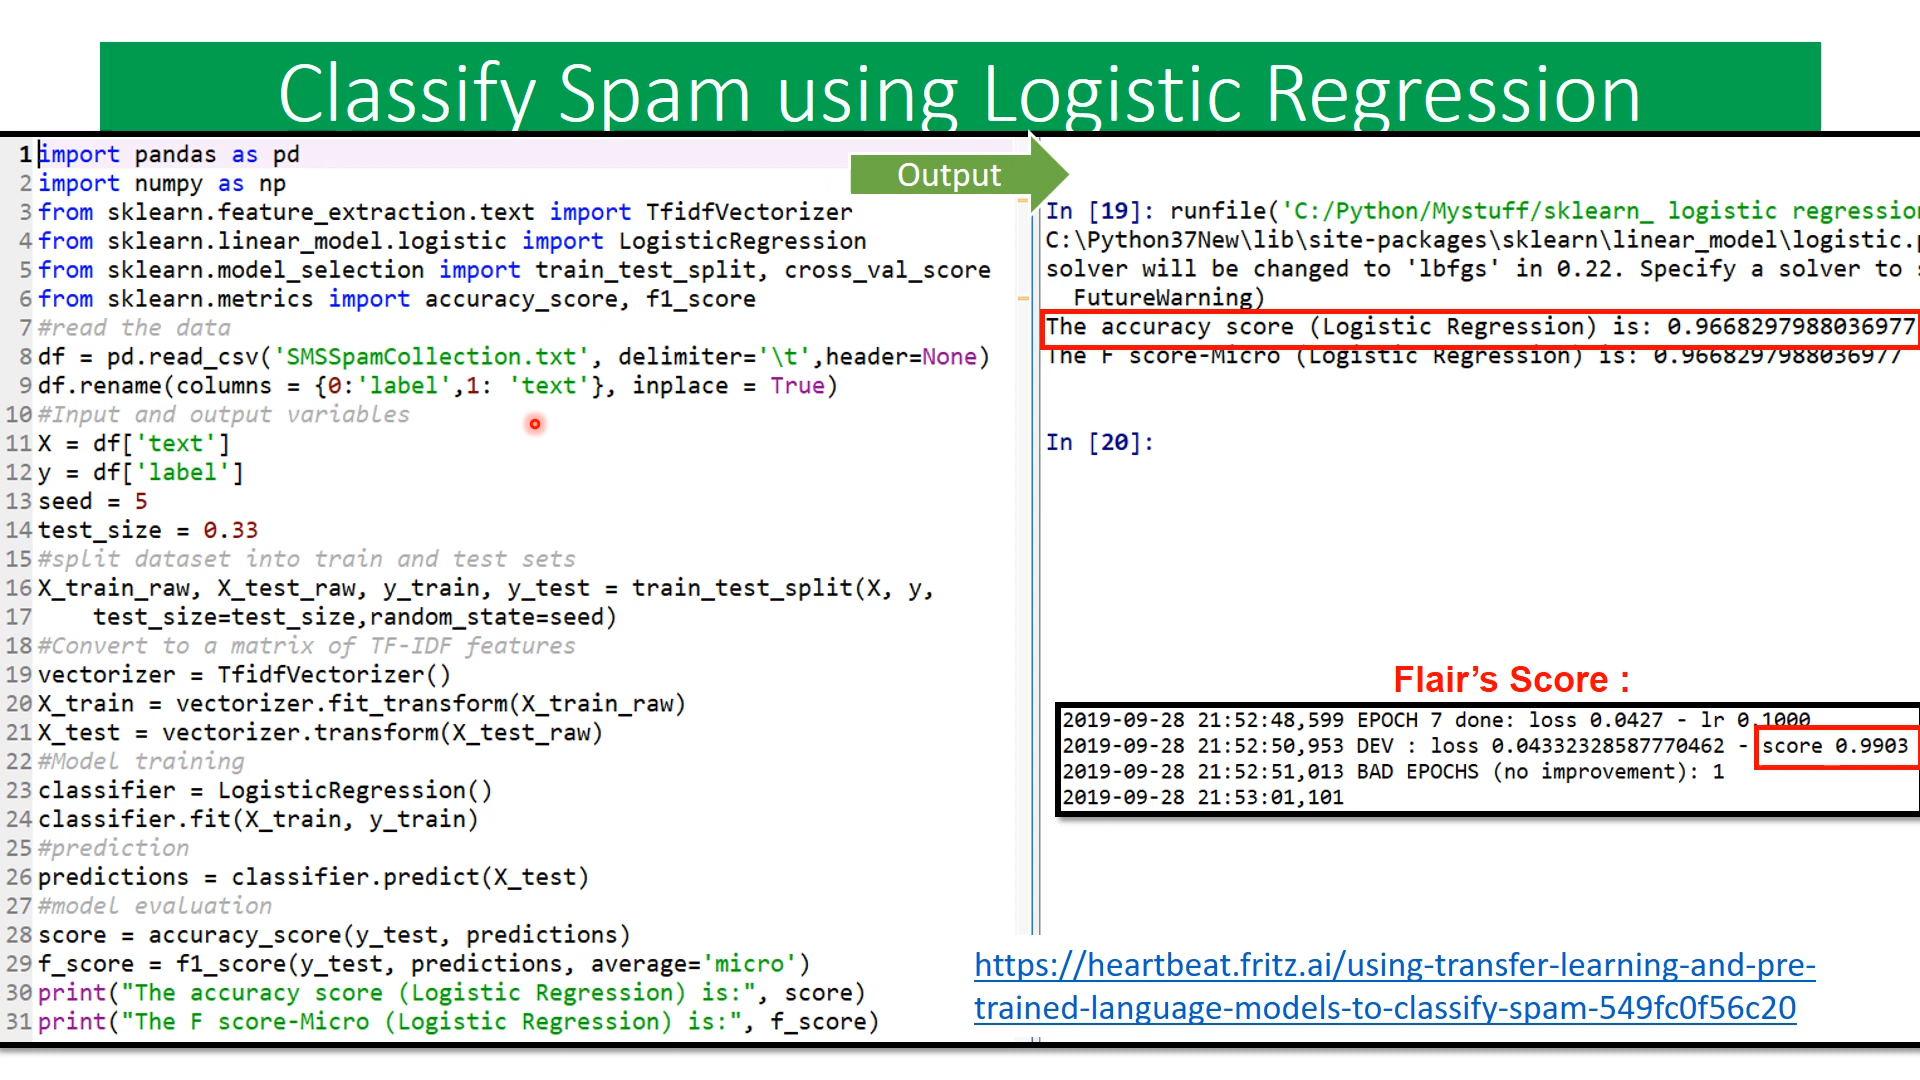 Classify Spam using Logistic Regression
1 import pandas as pd
2 import numpy as np
3 from sklearn.feature_extraction.text import TfidfVectorizer
4 from sklearn.linear_model.logistic import LogisticRegression
5 from sklearn.model_selection import train_test_split, cross_val_score
6 from sklearn.metrics import accuracy_score, f1_score
7 #read the data
8 df = pd.read_csv('SMSSpamCollection.txt', delimiter='\t',header=None)
9 df.rename(columns = {0:'label',1: 'text'}, inplace = True)
10 #Input and output variables
11 X = df['text']
12 y = df['label']
13 seed = 5
14 test_size = 0.33
15 #split dataset into train and test sets
16 X_train_raw, X_test_raw, y_train, y_test = train_test_split(X, y,
17     test_size=test_size,random_state=seed)
18 #Convert to a matrix of TF-IDF features
19 vectorizer = TfidfVectorizer()
20 X_train = vectorizer.fit_transform(X_train_raw)
21 X_test = vectorizer.transform(X_test_raw)
22 #Model training
23 classifier = LogisticRegression()
24 classifier.fit(X_train, y_train)
25 #prediction
26 predictions = classifier.predict(X_test)
27 #model evaluation
28 score = accuracy_score(y_test, predictions)
29 f_score = f1_score(y_test, predictions, average='micro')
30 print("The accuracy score (Logistic Regression) is:", score)
31 print("The F score-Micro (Logistic Regression) is:", f_score)
Output
In [19]: runfile('C:/Python/Mystuff/sklearn_ logistic regression
C:\Python37New\lib\site-packages\sklearn\linear_model\logistic.p
solver will be changed to 'lbfgs' in 0.22. Specify a solver to s
FutureWarning)
The accuracy score (Logistic Regression) is: 0.9668297988036977
The F score-Micro (Logistic Regression) is: 0.9668297988036977
In [20]:
Flair’s Score :
2019-09-28 21:52:48,599 EPOCH 7 done: loss 0.0427 - lr 0.1000
2019-09-28 21:52:50,953 DEV : loss 0.04332328587770462 - score 0.9903
2019-09-28 21:52:51,013 BAD EPOCHS (no improvement): 1
2019-09-28 21:53:01,101
https://heartbeat.fritz.ai/using-transfer-learning-and-pre-
trained-language-models-to-classify-spam-549fc0f56c20